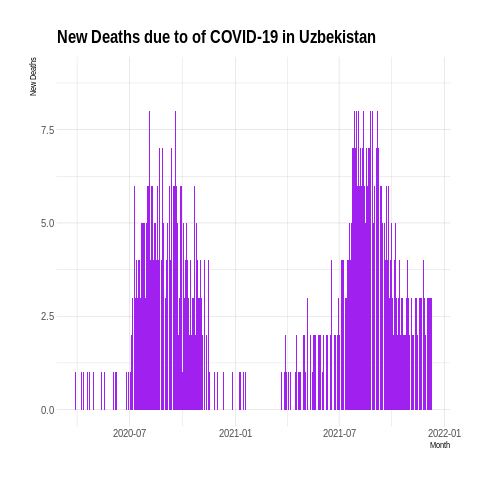 New Deaths due to of COVID-19 in Uzbekistan
New Deaths
7.5
5.0
2.5
0.0
2020-07
2021-01
2021-07
2022-01
Month